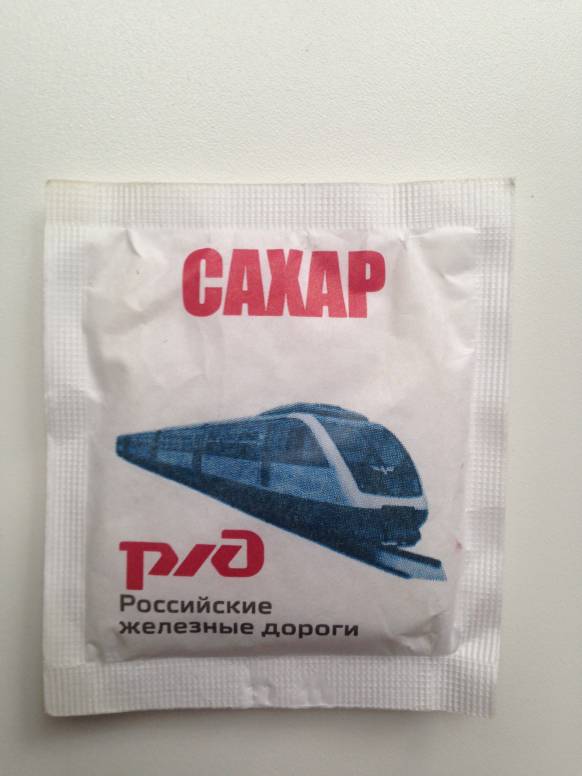 САХАР
РЖД
Российские
железные дороги